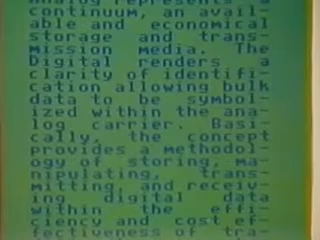 Analog represents a
continuum, an avail-
able and economical
storage and trans-
mission media. The
Digital renders a
clarity of identifi-
cation allowing bulk
data to be symbol-
ized within the ana-
log carrier. Basi-
cally, the concept
provides a methodol-
ogy of storing, ma-
nipulating, trans-
mitting, and receiv-
ing digital data
within the effi-
ciency and cost ef-
fectiveness of tra-